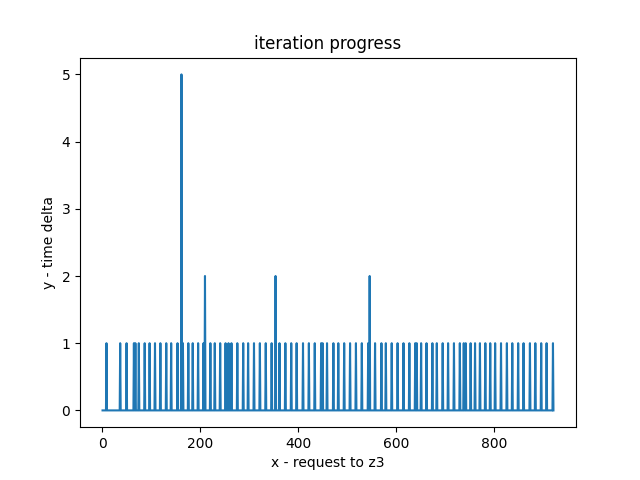 iteration progress
5
4
3
2
1
0
y - time delta
0 200 400 600 800
x - request to z3